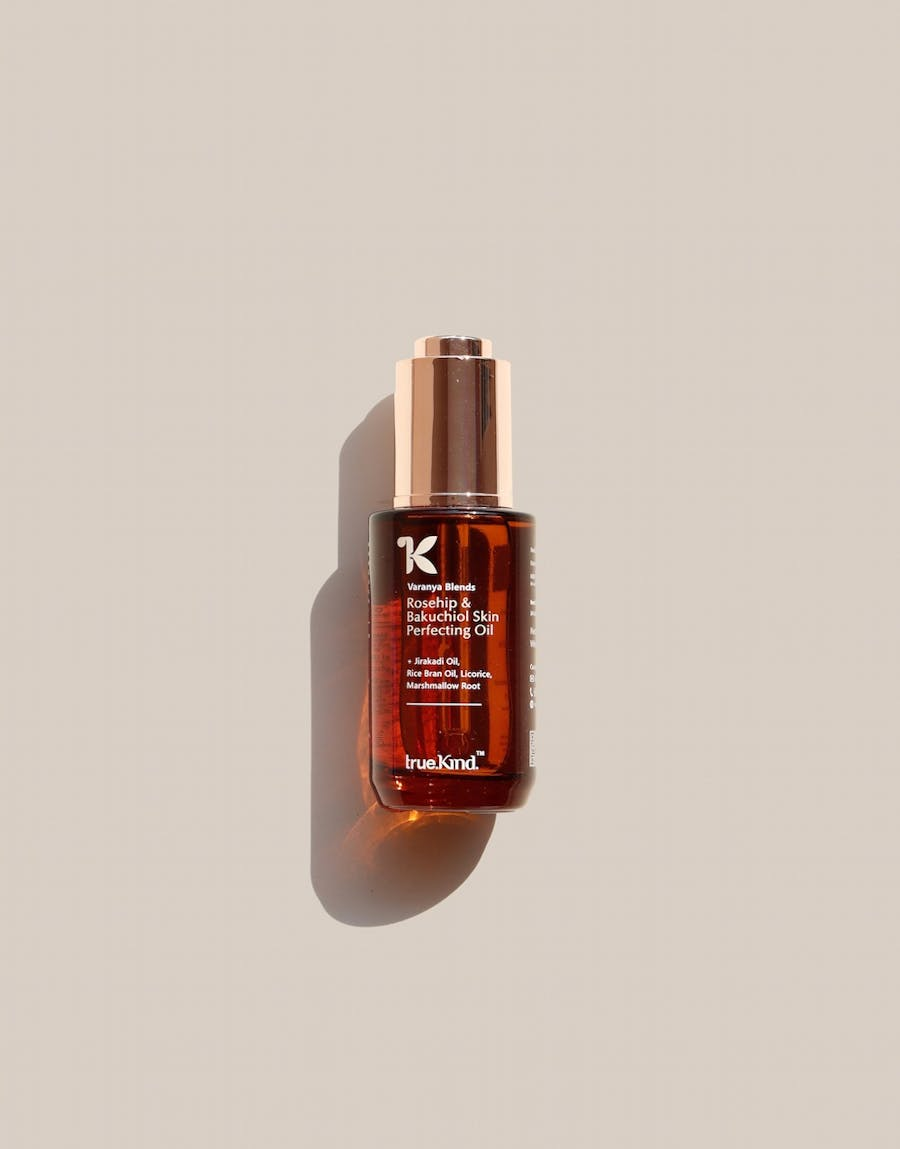 K
Varanya Blends
Rosehip &
Bakuchiol Skin
Perfecting Oil
+ Jirakadi Oil,
Rice Bran Oil, Licorice,
Marshmallow Root
true.Kind.™